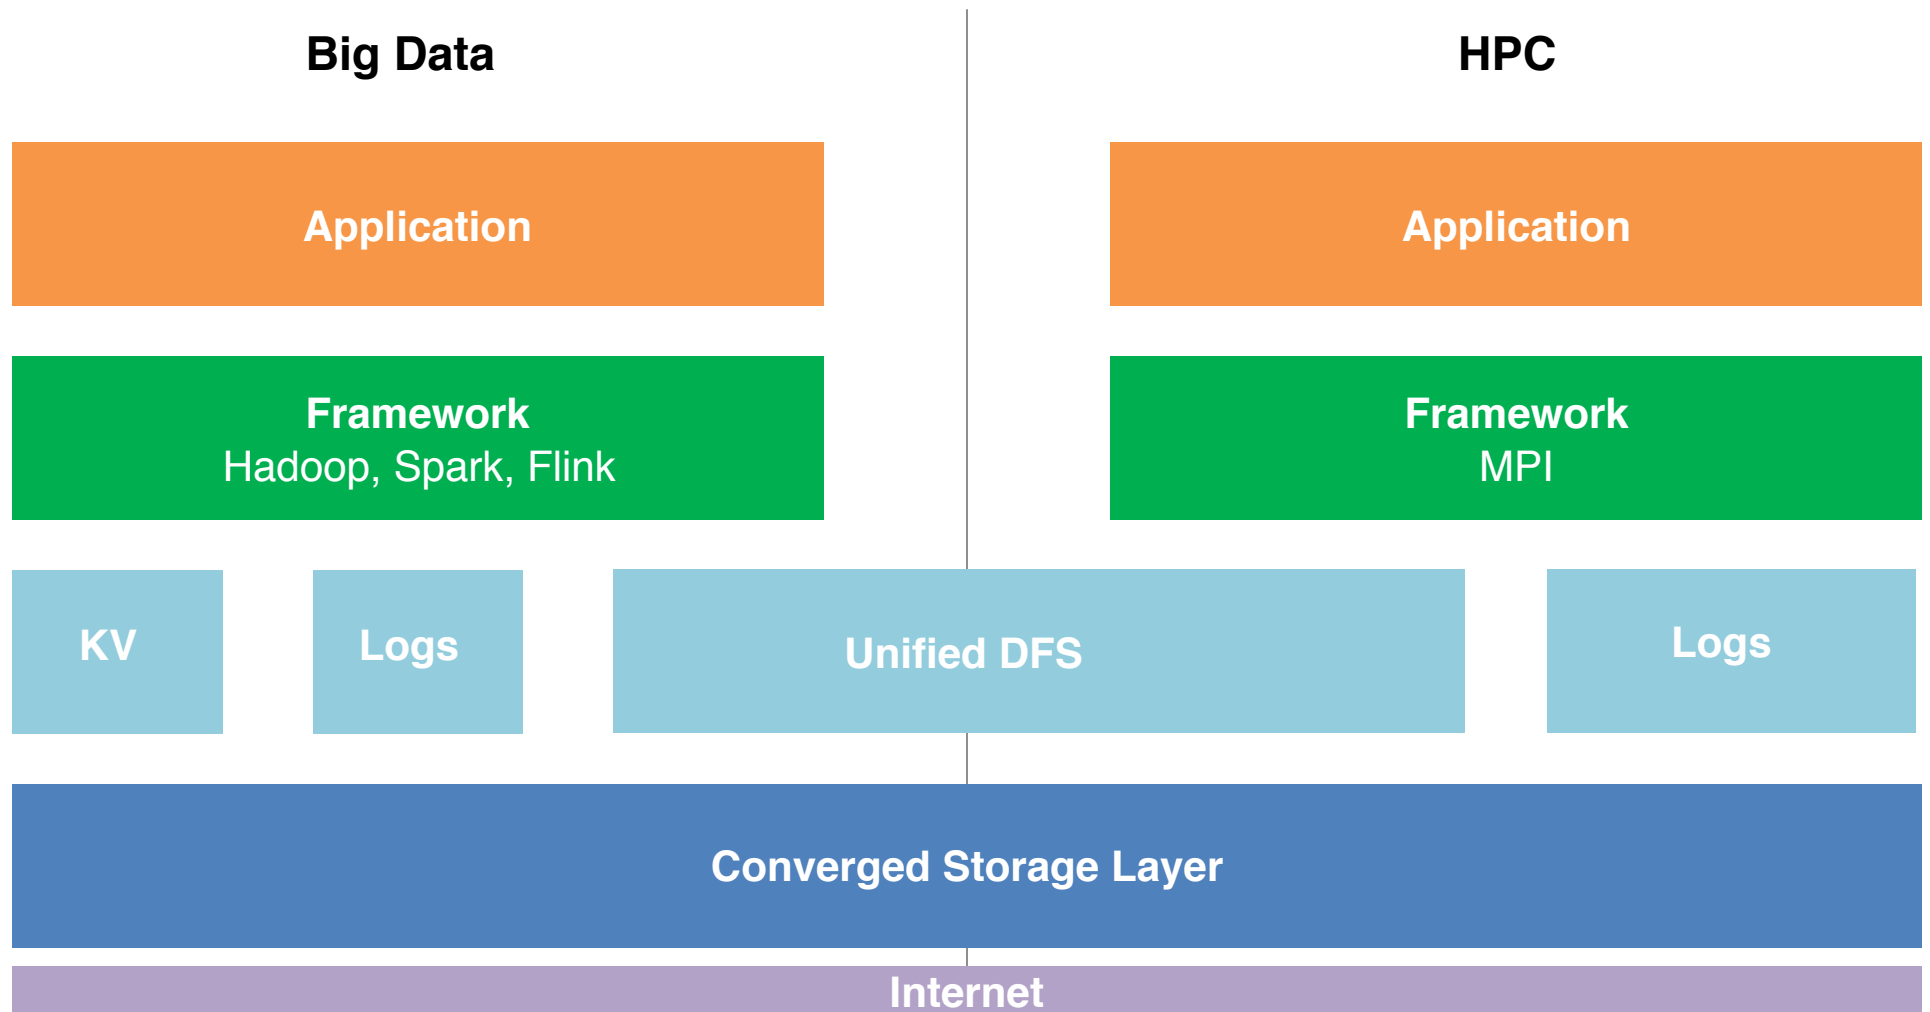 Big Data
HPC
Application
Application
Framework
Hadoop, Spark, Flink
Framework
MPI
KV
Logs
Unified DFS
Logs
Converged Storage Layer
Internet